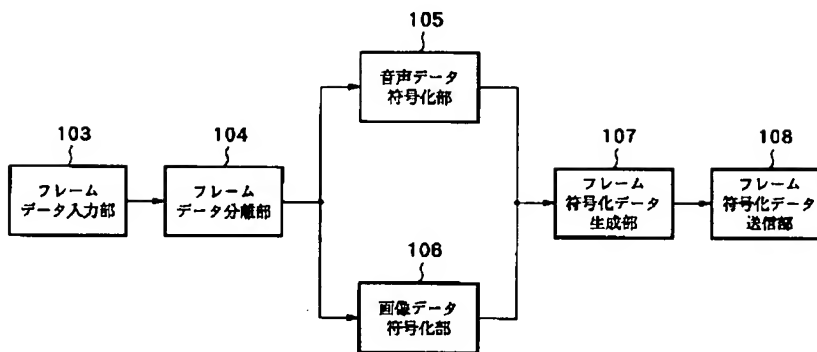 105
音声データ
符号化部
103
フレーム
データ入力部
104
フレーム
データ分離部
107
フレーム
符号化データ
生成部
108
フレーム
符号化データ
送信部
106
画像データ
符号化部